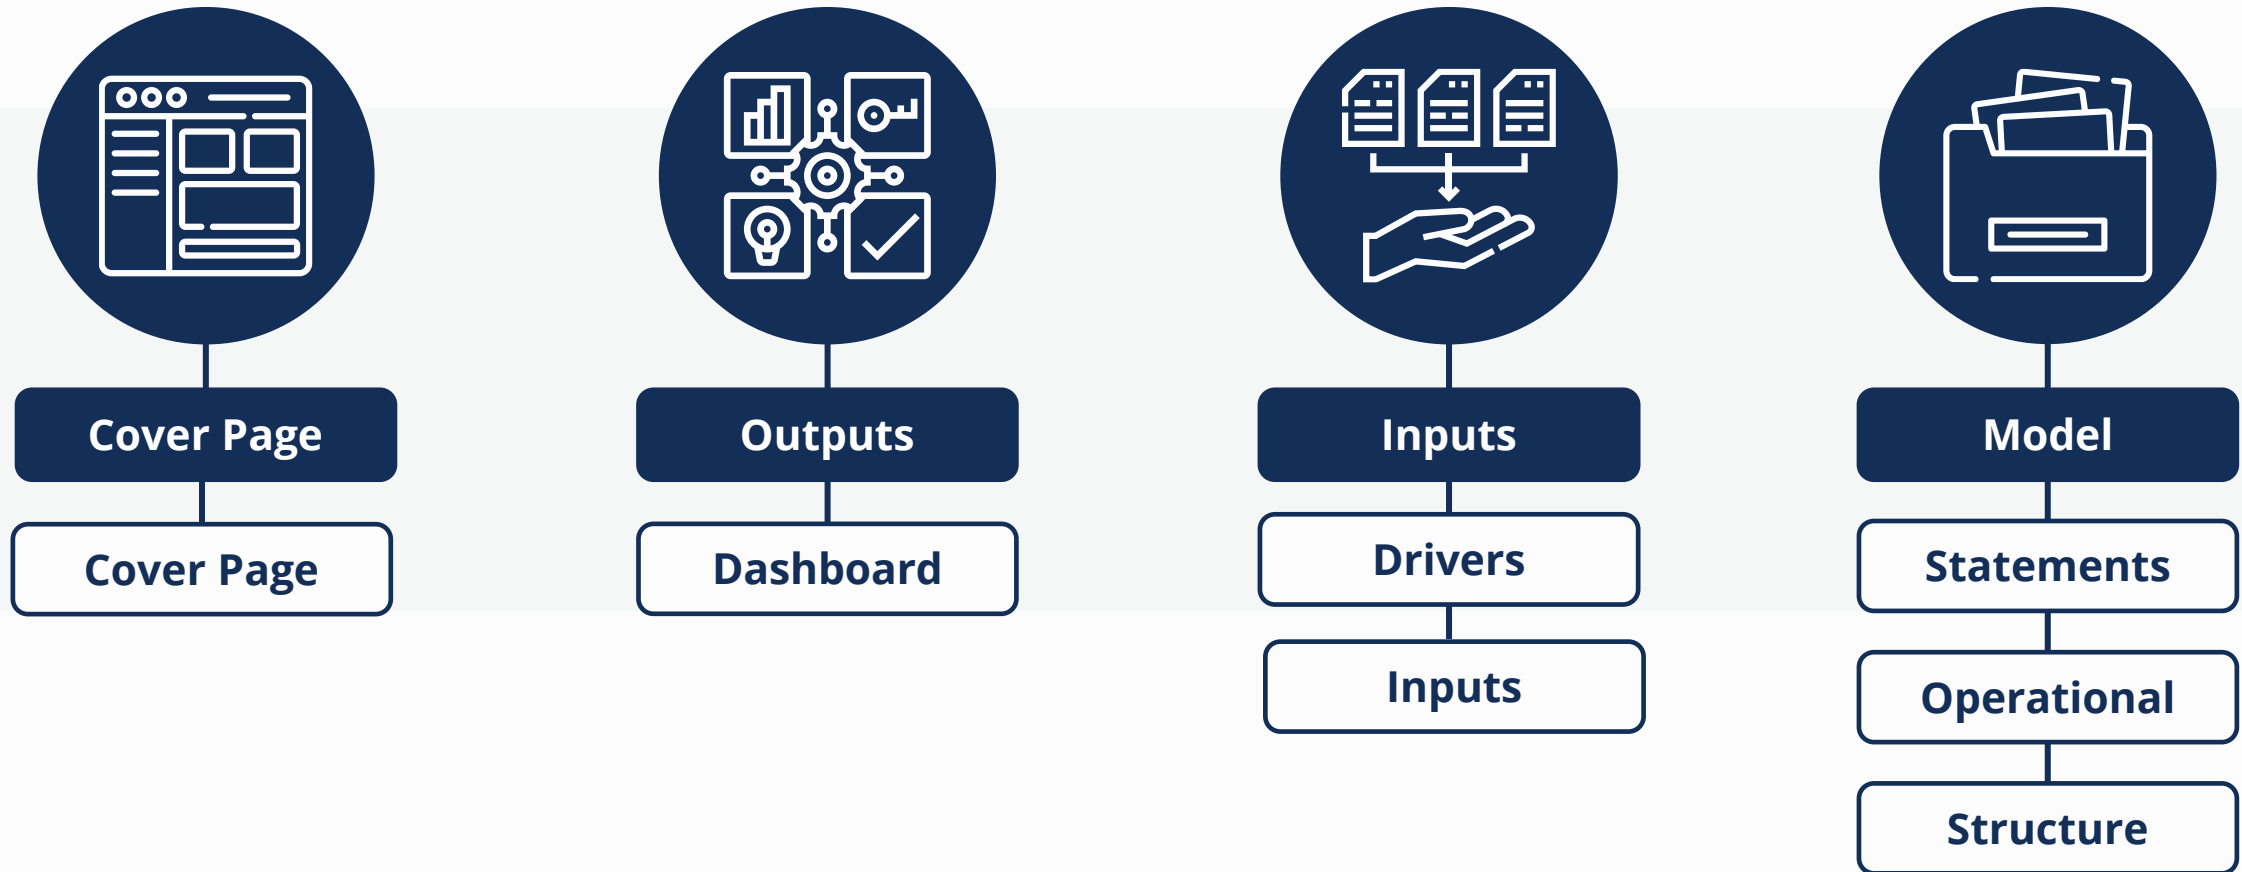 Cover Page
Outputs
Inputs
Model
Cover Page
Dashboard
Drivers
Statements
Inputs
Operational
Structure